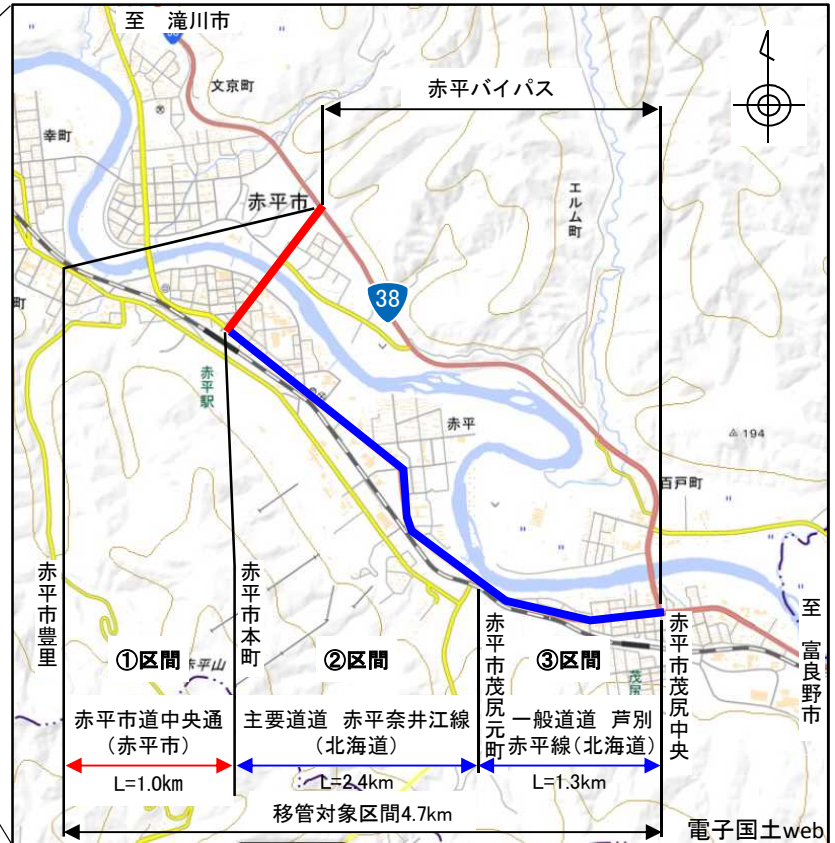 至 滝川市
文京町
赤平バイパス
幸町
赤平市
エルム町
38
町
赤平駅
赤平
194
百戸町
赤平市豊里
赤平市本町
赤平市茂尻元町
赤平市茂尻中央
至 富良野市
①区間
赤平山
②区間
③区間
茂尻
赤平市道中央通
(赤平市)
主要道道 赤平奈井江線
(北海道)
一般道道 芦別
赤平線(北海道)
L=1.0km
L=2.4km
L=1.3km
移管対象区間4.7km
電子国土web